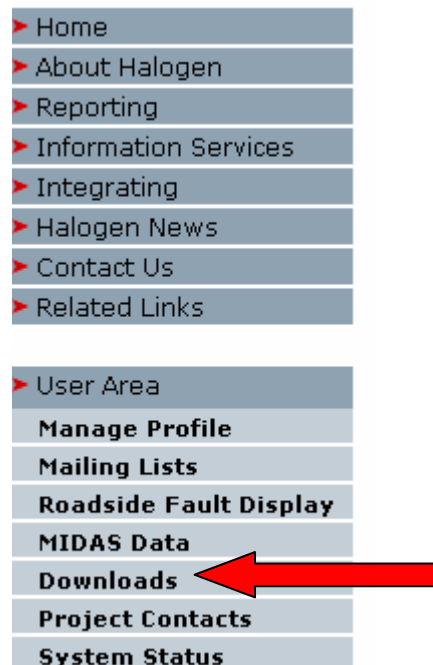 Home
About Halogen
Reporting
Information Services
Integrating
Halogen News
Contact Us
Related Links
User Area
Manage Profile
Mailing Lists
Roadside Fault Display
MIDAS Data
Downloads
Project Contacts
System Status